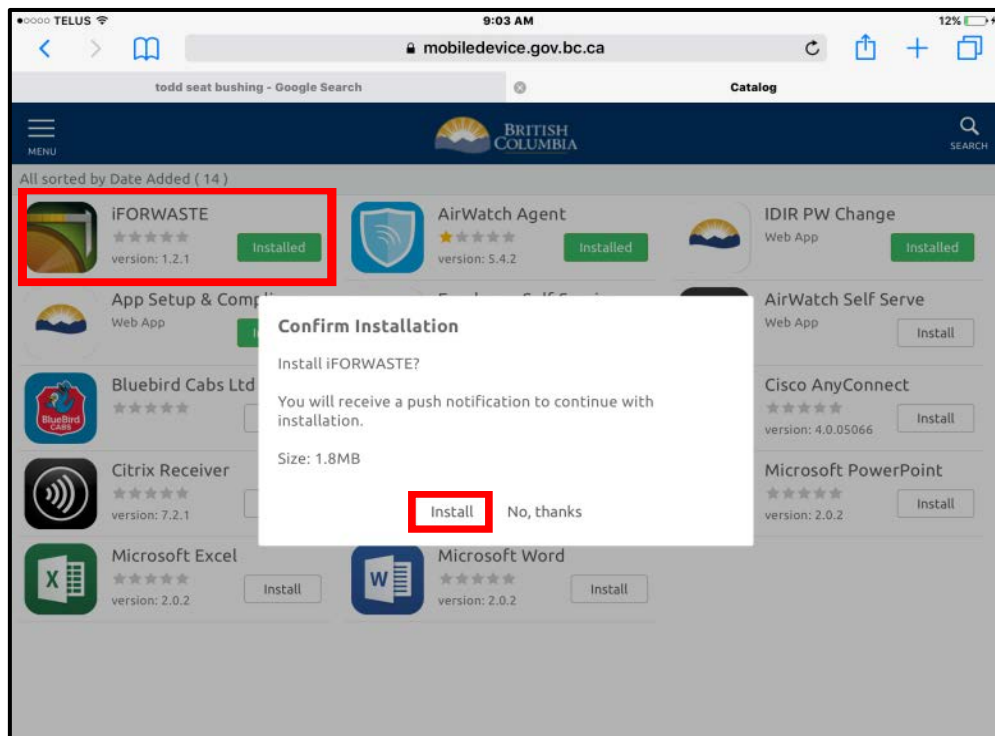 TELUS
9:03 AM
12%
mobiledevice.gov.bc.ca
todd seat bushing - Google Search
Catalog
MENU
BRITISH
COLUMBIA
SEARCH
All sorted by Date Added ( 14 )
iFORWASTE
version: 1.2.1
Installed
AirWatch Agent
version: 5.4.2
Installed
IDIR PW Change
Web App
Installed
App Setup &
Web App
AirWatch Self Serve
Web App
Install
Confirm Installation
Install iFORWASTE?
You will receive a push notification to continue with
installation.
Size: 1.8MB
Install
No, thanks
Bluebird Cabs Ltd
BlueBird
CABS
Cisco AnyConnect
version: 4.0.05066
Install
Citrix Receiver
version: 7.2.1
Microsoft PowerPoint
version: 2.0.2
Install
Microsoft Excel
version: 2.0.2
Install
Microsoft Word
version: 2.0.2
Install